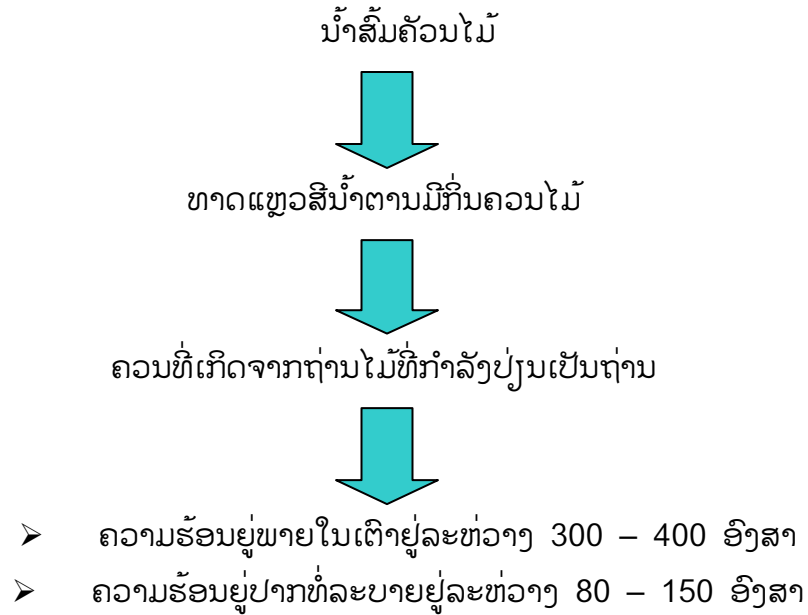 ນ້ຳສົ້ມຄັວນໄມ້
ທາດແຫຼວສີນ້ຳຕານມີກິ່ນຄວນໄມ້
ຄວນທີ່ເກິດຈາກຖ່ານໄມ້ທີ່ກຳລັງປ່ຽນເປັນຖ່ານ
➢ ຄວາມຮ້ອນຍູ່ພາຍໃນເຕົາຢູ່ລະຫ່ວາງ 300 – 400 ອົງສາ
➢ ຄວາມຮ້ອນຍູ່ປາກທໍ່ລະບາຍຢູ່ລະຫ່ວາງ 80 – 150 ອົງສາ